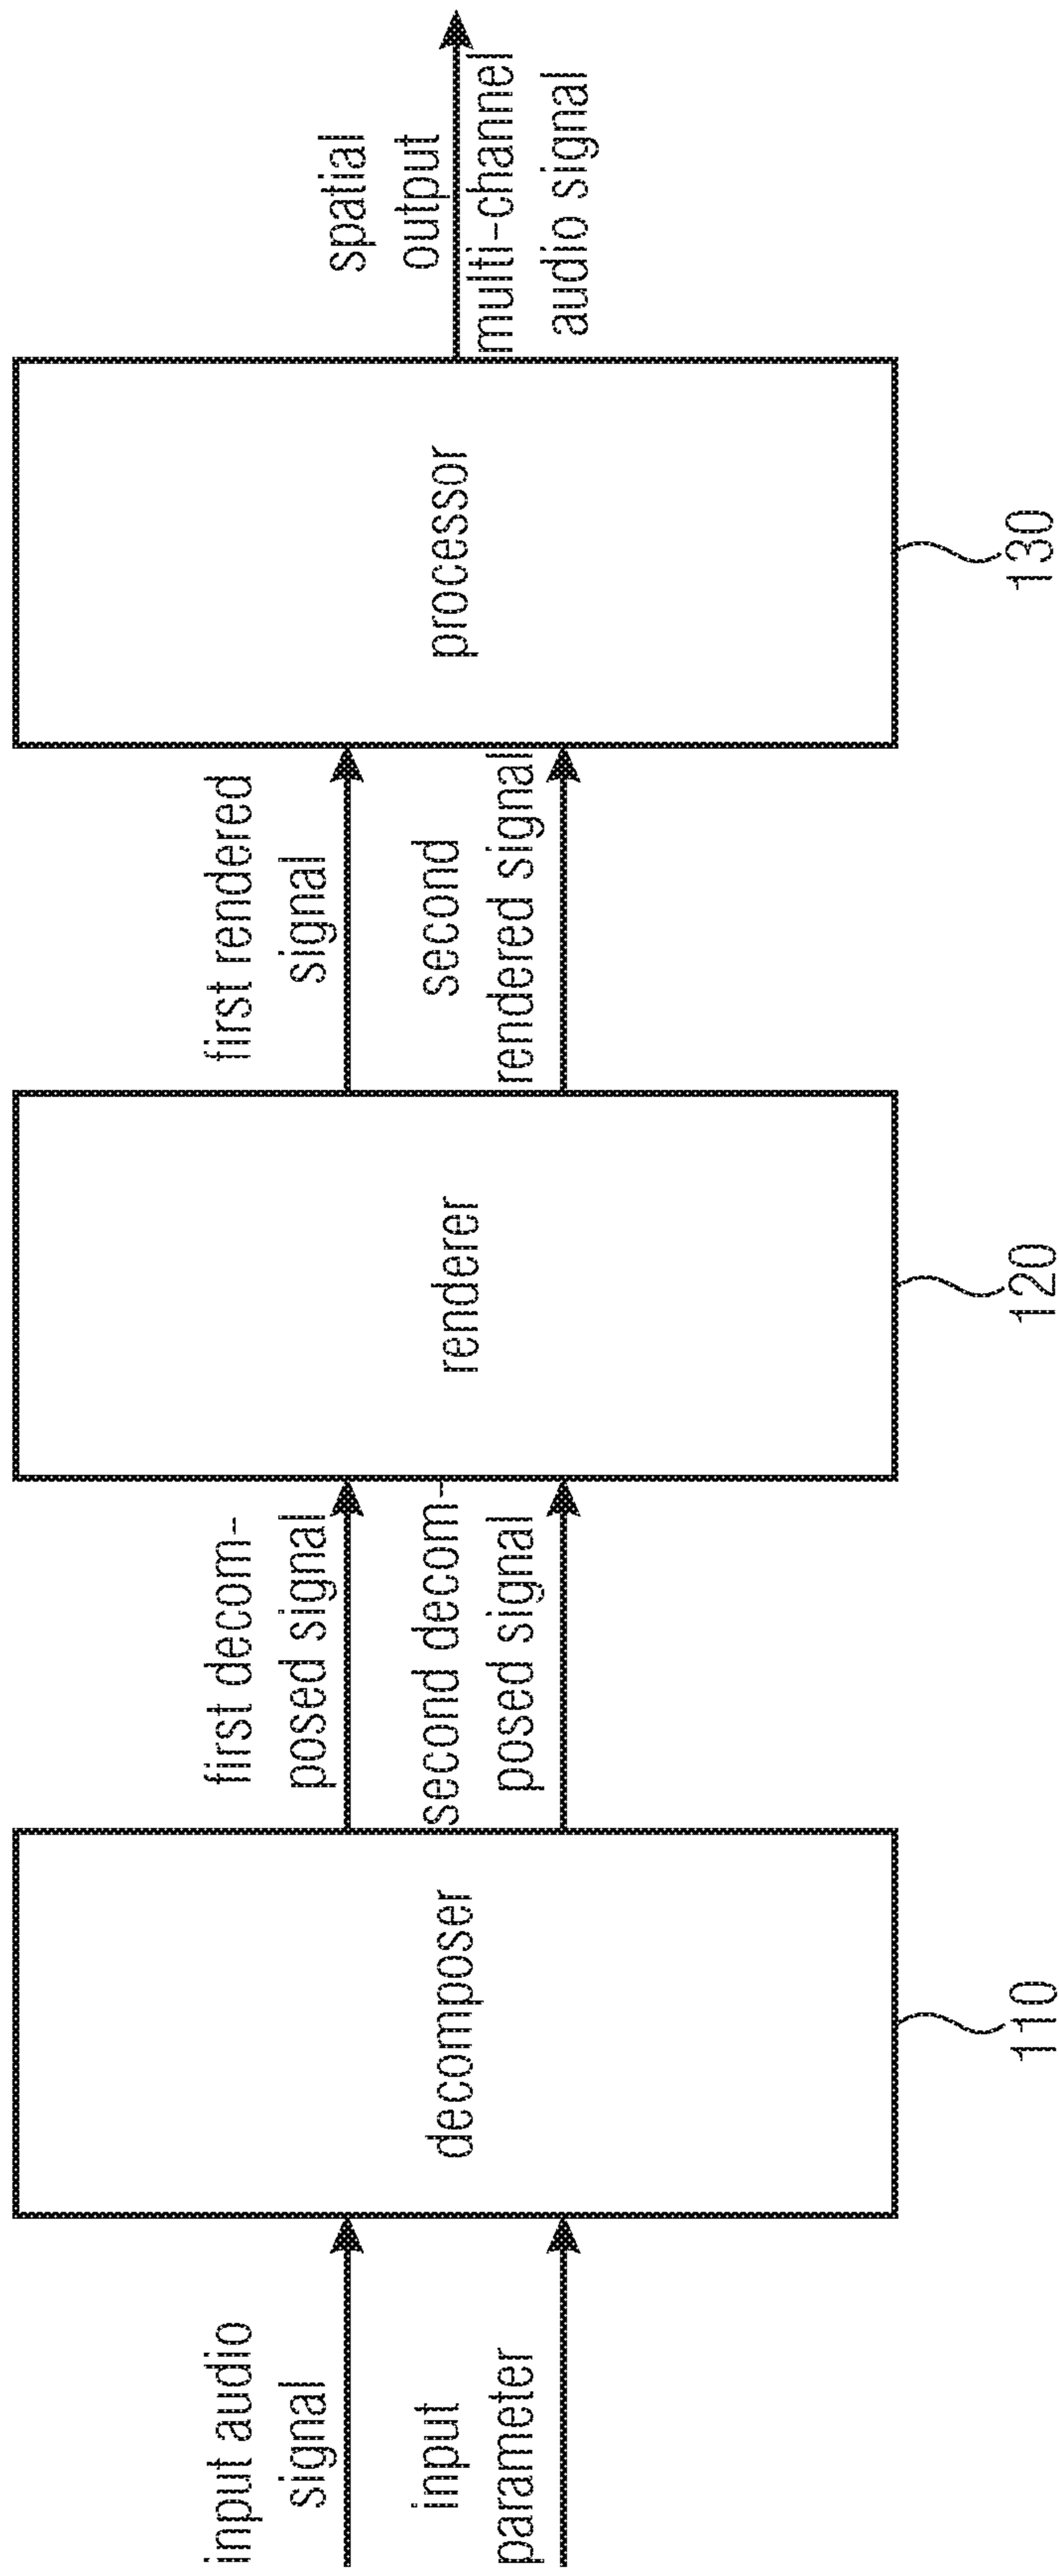 input audio
signal
input
parameter
decomposer
110
first decom-
posed signal
second decom-
posed signal
renderer
120
first rendered
signal
second
rendered signal
processor
130
spatial
output
multi-channel
audio signal